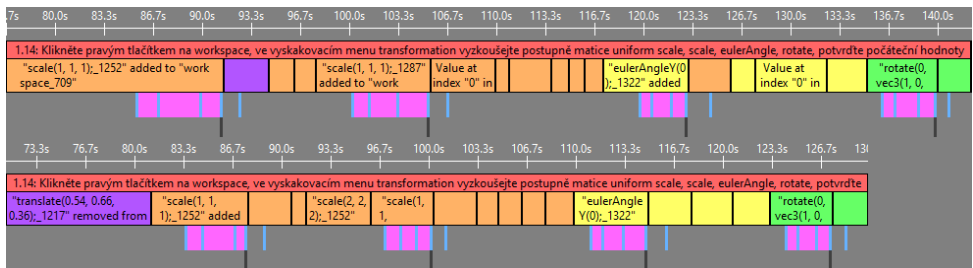 .7s 80.0s 83.3s 86.7s 90.0s 93.3s 96.7s 100.0s 103.3s 106.7s 110.0s 113.3s 116.7s 120.0s 123.3s 126.7s 130.0s 133.3s 136.7s 140.0s
1.14: Klikněte pravým tlačítkem na workspace, ve vyskakovacím menu transformation vyzkoušejte postupně matice uniform scale, scale, eulerAngle, rotate, potvrďte počáteční hodnoty
"scale(1, 1, 1);_1252" added to "work
space_709"
"scale(1, 1, 1);_1287"
added to "work
Value at
index "0" in
"eulerAngleY(0
);_1322" added
Value at
index "0" in
"rotate(0,
vec3(1, 0,
73.3s 76.7s 80.0s 83.3s 86.7s 90.0s 93.3s 96.7s 100.0s 103.3s 106.7s 110.0s 113.3s 116.7s 120.0s 123.3s 126.7s 130
1.14: Klikněte pravým tlačítkem na workspace, ve vyskakovacím menu transformation vyzkoušejte postupně matice uniform scale, scale, eulerAngle, rotate, potvrďte
"translate(0.54, 0.66,
0.36);_1217" removed from
"scale(1, 1,
1);_1252" added
"scale(2, 2,
2);_1252"
"scale(1,
1,
"eulerAngle
Y(0);_1322"
"rotate(0,
vec3(1, 0,